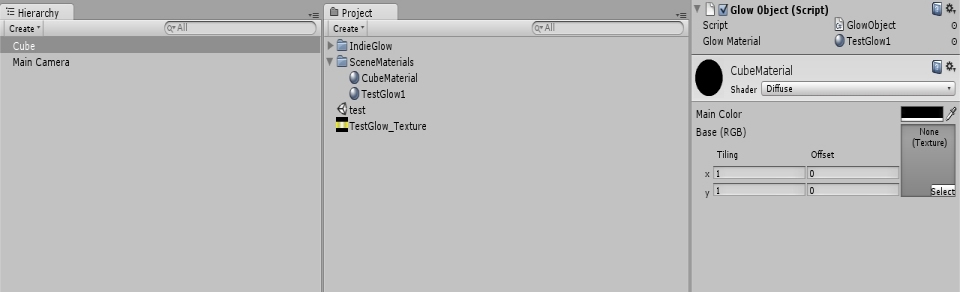 Hierarchy
Create
All
Cube
Main Camera
Project
Create
All
IndieGlow
SceneMaterials
CubeMaterial
TestGlow1
test
TestGlow_Texture
Glow Object (Script)
Script GlowObject
Glow Material TestGlow1
CubeMaterial
Shader Diffuse
Main Color
Base (RGB)
None
(Texture)
Tiling Offset
x 1 0
y 1 0
Select